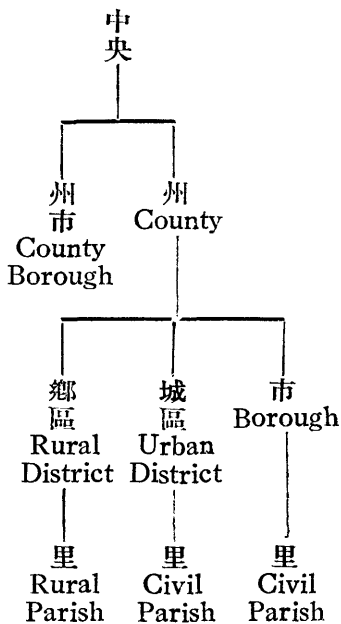 中央
州市
County
Borough
州
County
鄉區
Rural
District
城區
Urban
District
市
Borough
里
Rural
Parish
里
Civil
Parish
里
Civil
Parish